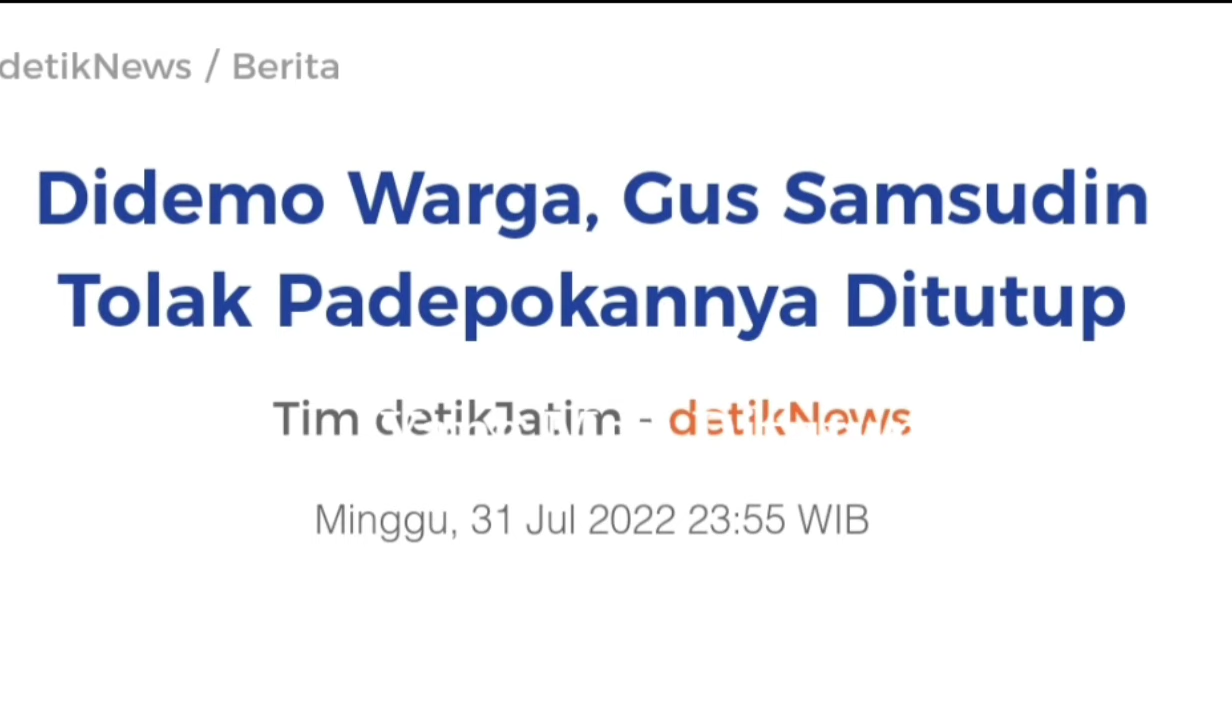 detikNews / Berita
Didemo Warga, Gus Samsudin
Tolak Padepokannya Ditutup
Tim detikJatim - detikNews
Minggu, 31 Jul 2022 23:55 WIB